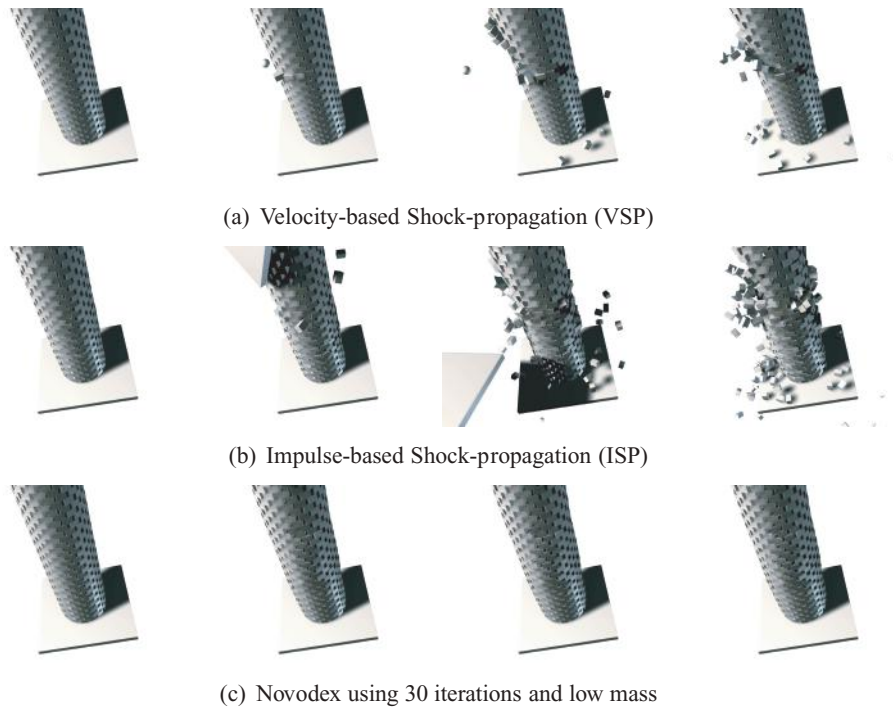 (a) Velocity-based Shock-propagation (VSP)
(b) Impulse-based Shock-propagation (ISP)
(c) Novodex using 30 iterations and low mass